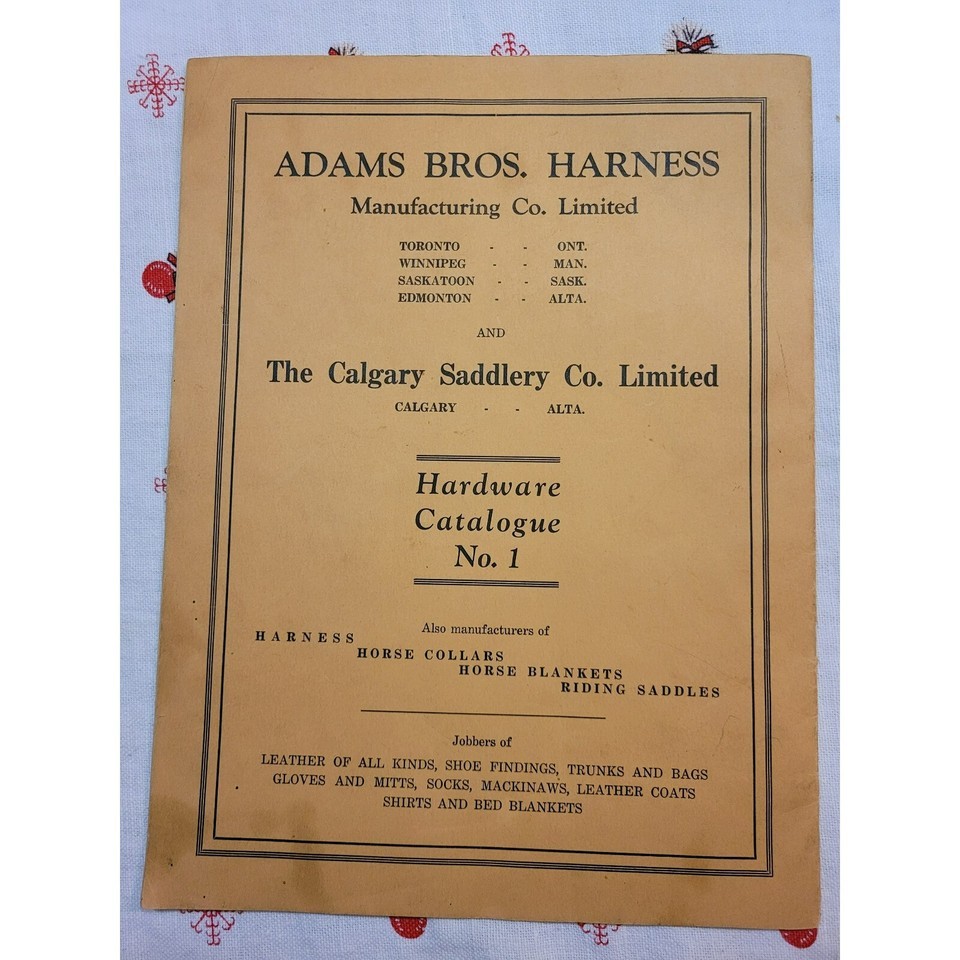 ADAMS BROS. HARNESS
Manufacturing Co. Limited
TORONTO - - ONT.
WINNIPEG - - MAN.
SASKATOON - - SASK.
EDMONTON - - ALTA.
AND
The Calgary Saddlery Co. Limited
CALGARY - - ALTA.
Hardware
Catalogue
No. 1
Also manufacturers of
HARNESS
HORSE COLLARS
HORSE BLANKETS
RIDING SADDLES
Jobbers of
LEATHER OF ALL KINDS, SHOE FINDINGS, TRUNKS AND BAGS
GLOVES AND MITTS, SOCKS, MACKINAWS, LEATHER COATS
SHIRTS AND BED BLANKETS